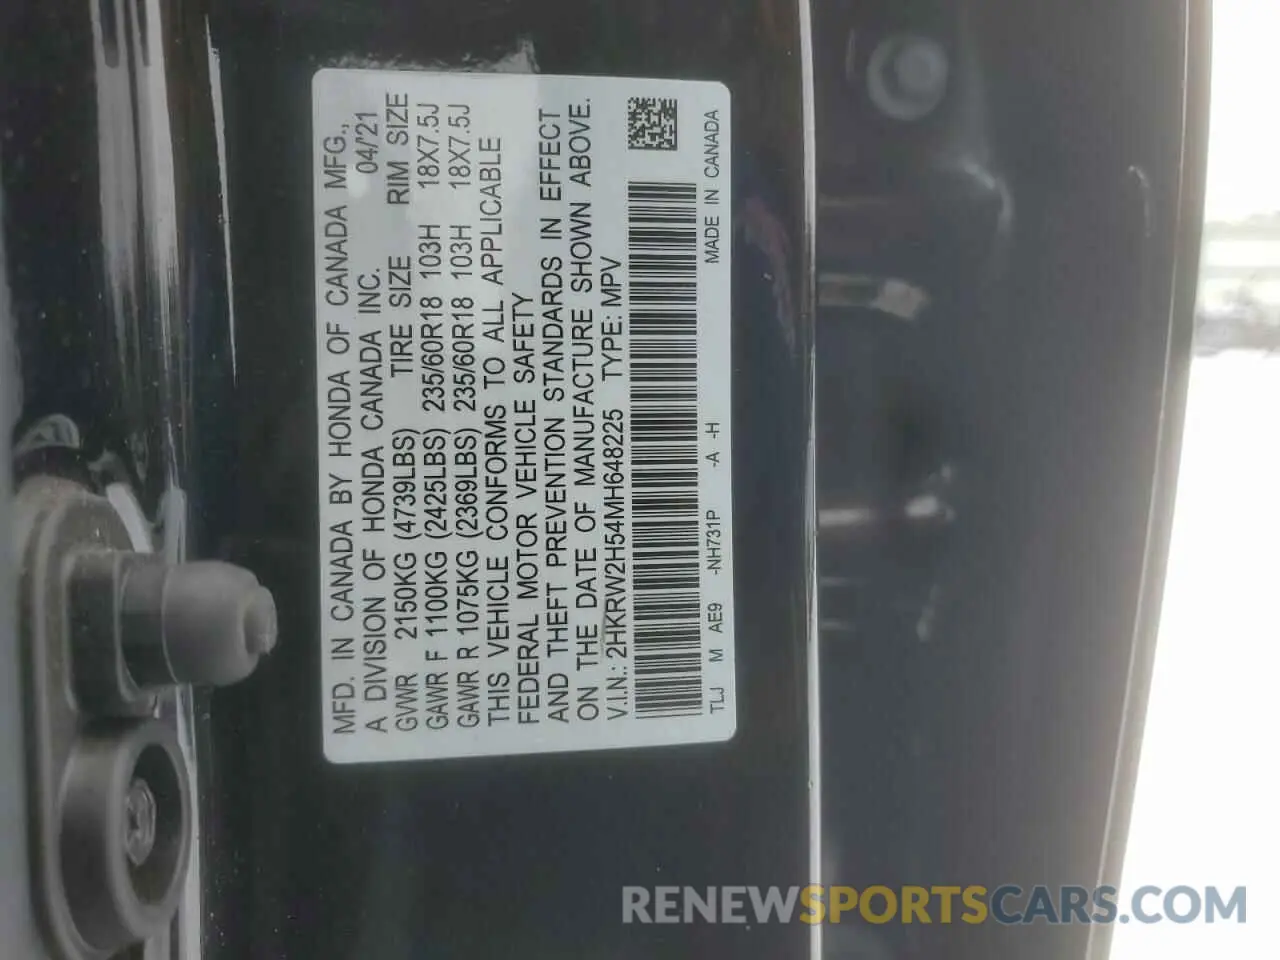 MFD. IN CANADA BY HONDA OF CANADA MFG.,
A DIVISION OF HONDA CANADA INC. 04/'21
GVWR 2150KG (4739LBS) TIRE SIZE RIM SIZE
GAWR F 1100KG (2425LBS) 235/60R18 103H 18X7.5J
GAWR R 1075KG (2369LBS) 235/60R18 103H 18X7.5J
THIS VEHICLE CONFORMS TO ALL APPLICABLE
FEDERAL MOTOR VEHICLE SAFETY
AND THEFT PREVENTION STANDARDS IN EFFECT
ON THE DATE OF MANUFACTURE SHOWN ABOVE.
V.I.N.: 2HKRW2H54MH648225 TYPE: MPV
TLJ M AE9 -NH731P -A -H MADE IN CANADA
RENEWSPORTSCARS.COM